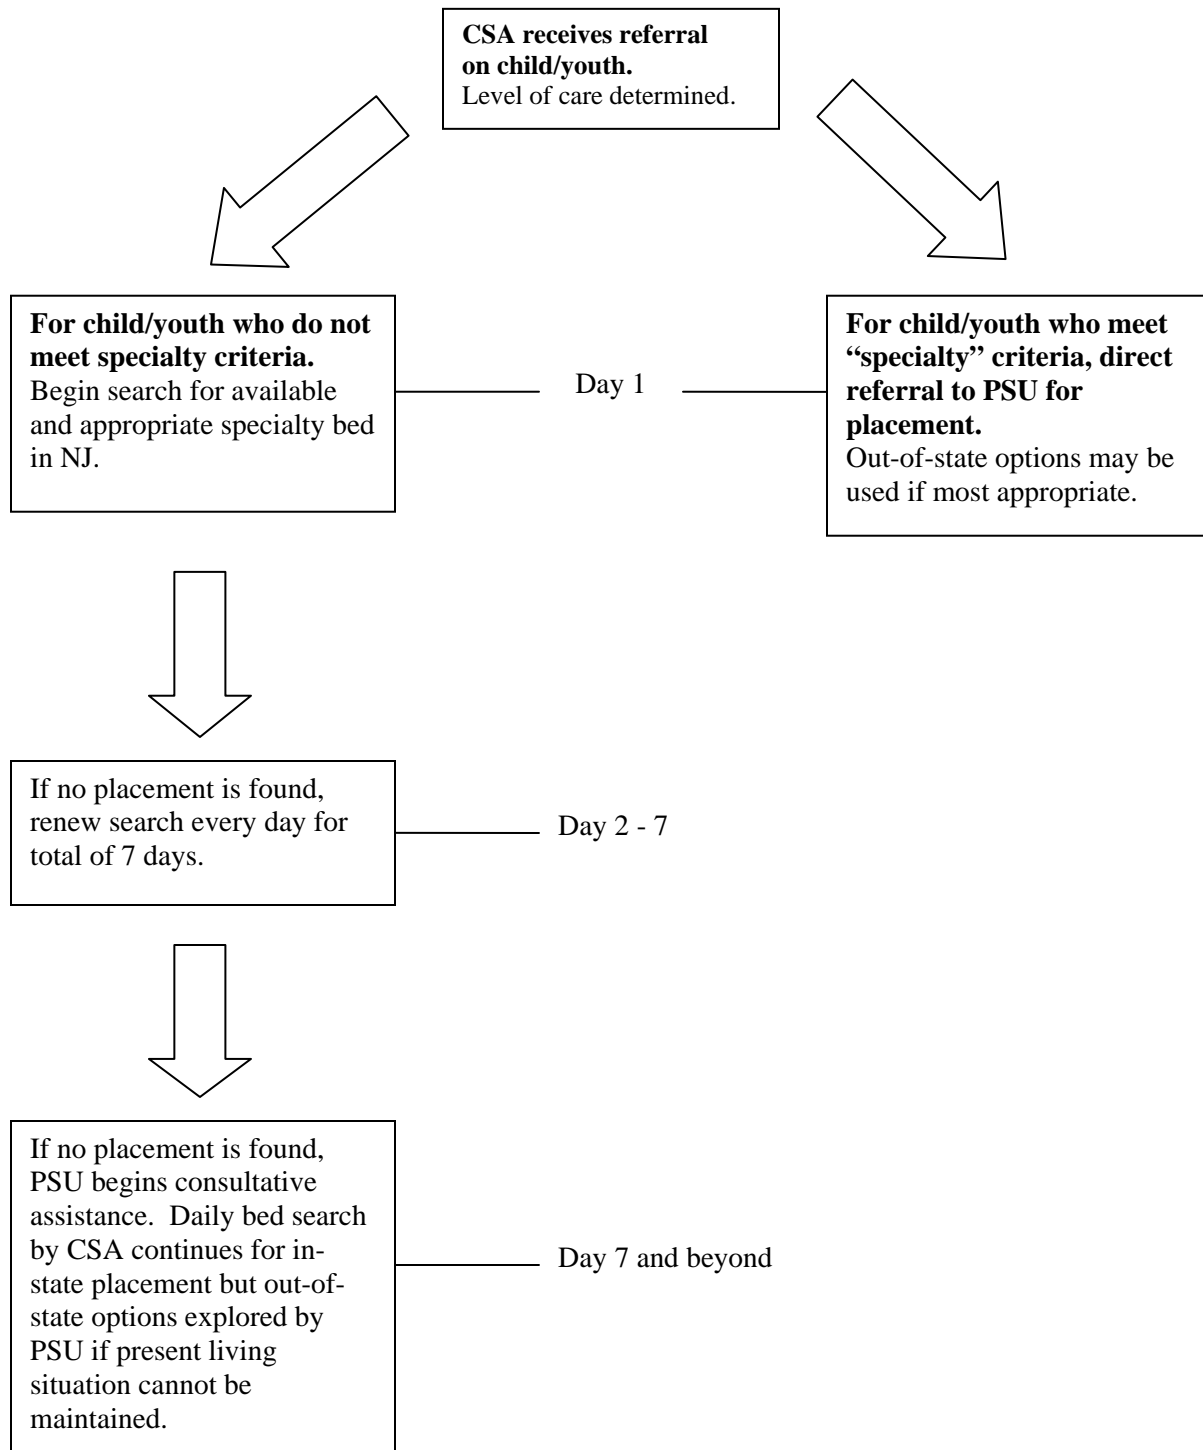 CSA receives referral
on child/youth.
Level of care determined.
For child/youth who do not
meet specialty criteria.
Begin search for available
and appropriate specialty bed
in NJ.
Day 1
For child/youth who meet
“specialty” criteria, direct
referral to PSU for
placement.
Out-of-state options may be
used if most appropriate.
If no placement is found,
renew search every day for
total of 7 days.
Day 2 - 7
If no placement is found,
PSU begins consultative
assistance.  Daily bed search
by CSA continues for in-
state placement but out-of-
state options explored by
PSU if present living
situation cannot be
maintained.
Day 7 and beyond